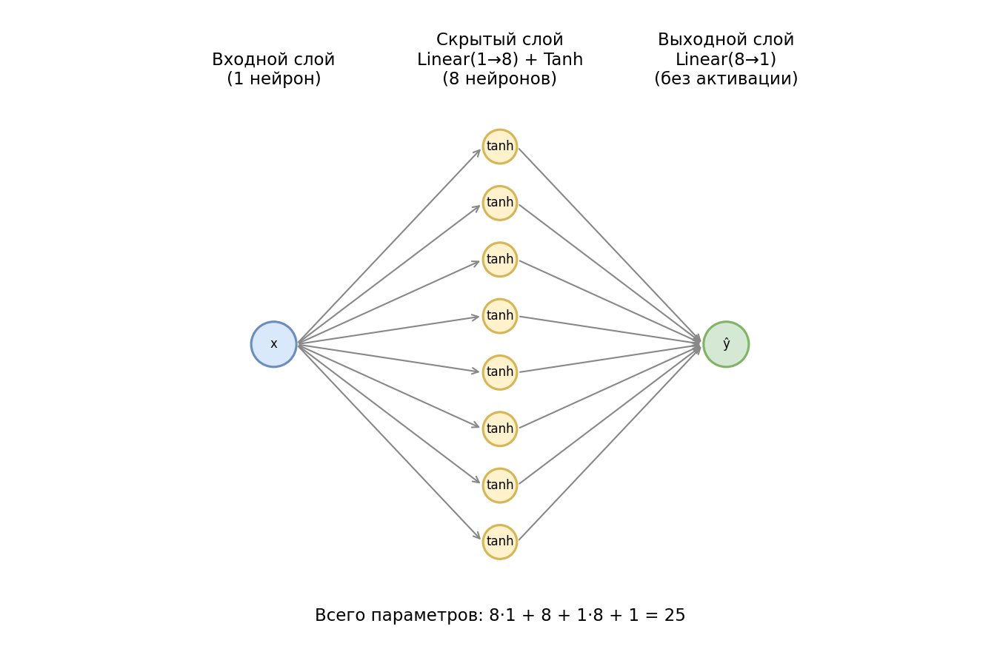 Входной слой
(1 нейрон)
Скрытый слой
Linear(1→8) + Tanh
(8 нейронов)
Выходной слой
Linear(8→1)
(без активации)
tanh
tanh
tanh
tanh
x
ŷ
tanh
tanh
tanh
tanh
Всего параметров: 8·1 + 8 + 1·8 + 1 = 25